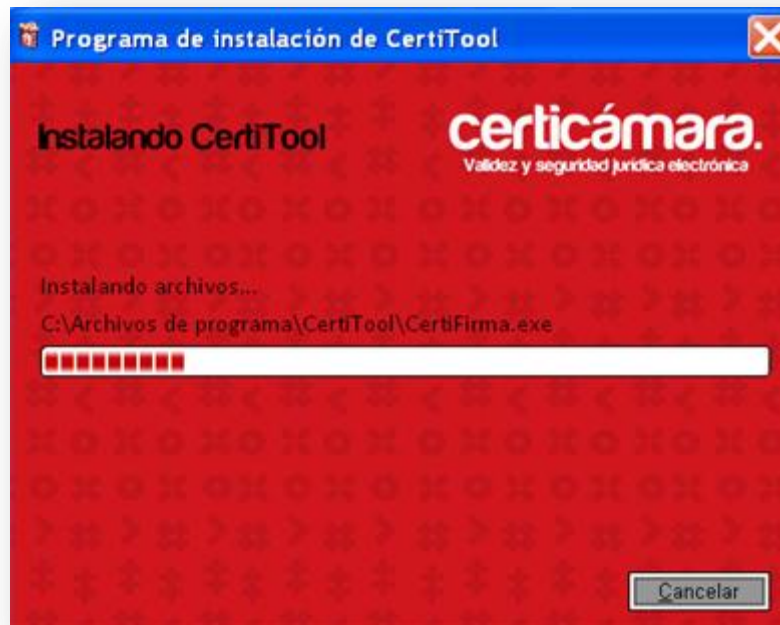 Programa de instalación de CertiTool
Instalando CertiTool
certicámara.
Validez y seguridad jurídica electrónica
Instalando archivos...
C:\Archivos de programa\CertiTool\CertiFirma.exe
Cancelar